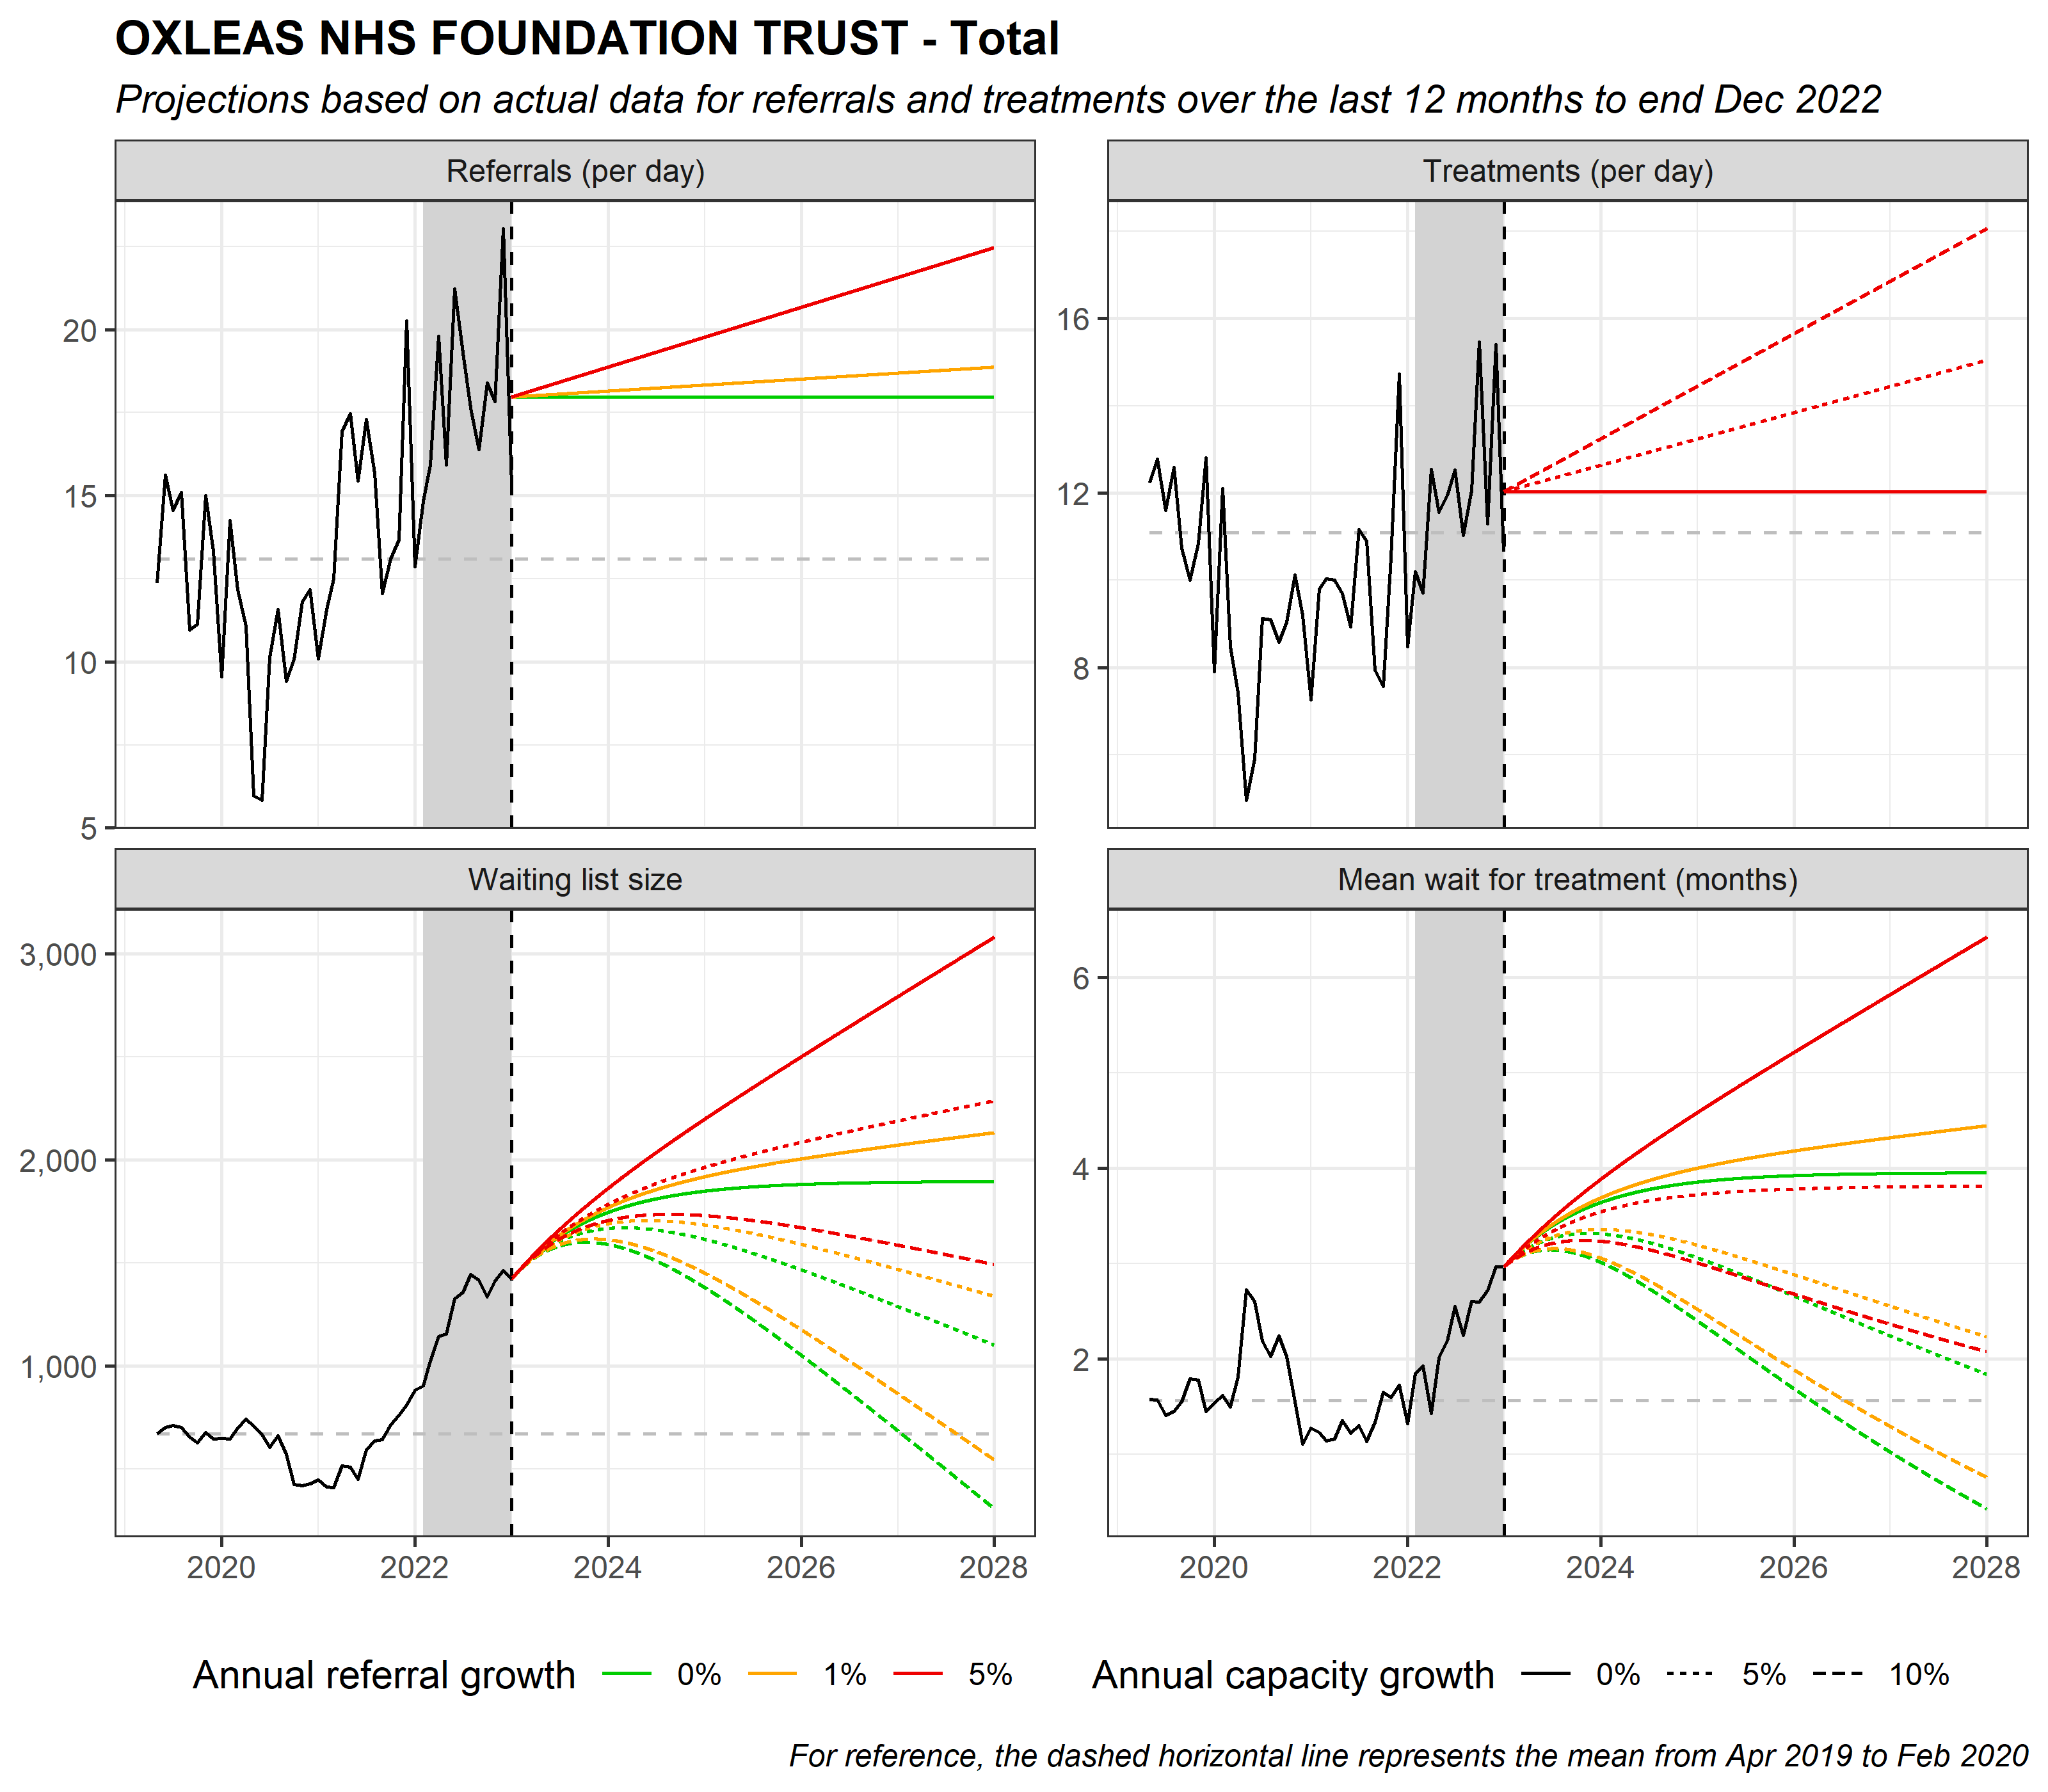 OXLEAS NHS FOUNDATION TRUST - Total
Projections based on actual data for referrals and treatments over the last 12 months to end Dec 2022
Referrals (per day)
20
15
10
5
Treatments (per day)
16
12
8
Waiting list size
3,000
2,000
1,000
2020 2022 2024 2026 2028
Mean wait for treatment (months)
6
4
2
2020 2022 2024 2026 2028
Annual referral growth 0% 1% 5% Annual capacity growth 0% 5% 10%
For reference, the dashed horizontal line represents the mean from Apr 2019 to Feb 2020